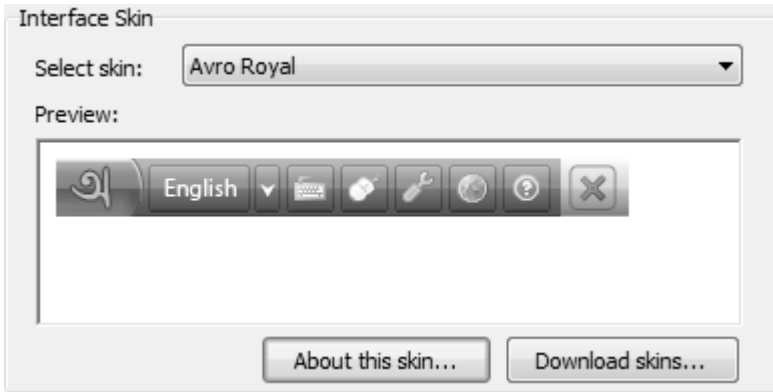 Interface Skin
Select skin: Avro Royal
Preview:
অ English ?
About this skin... Download skins...